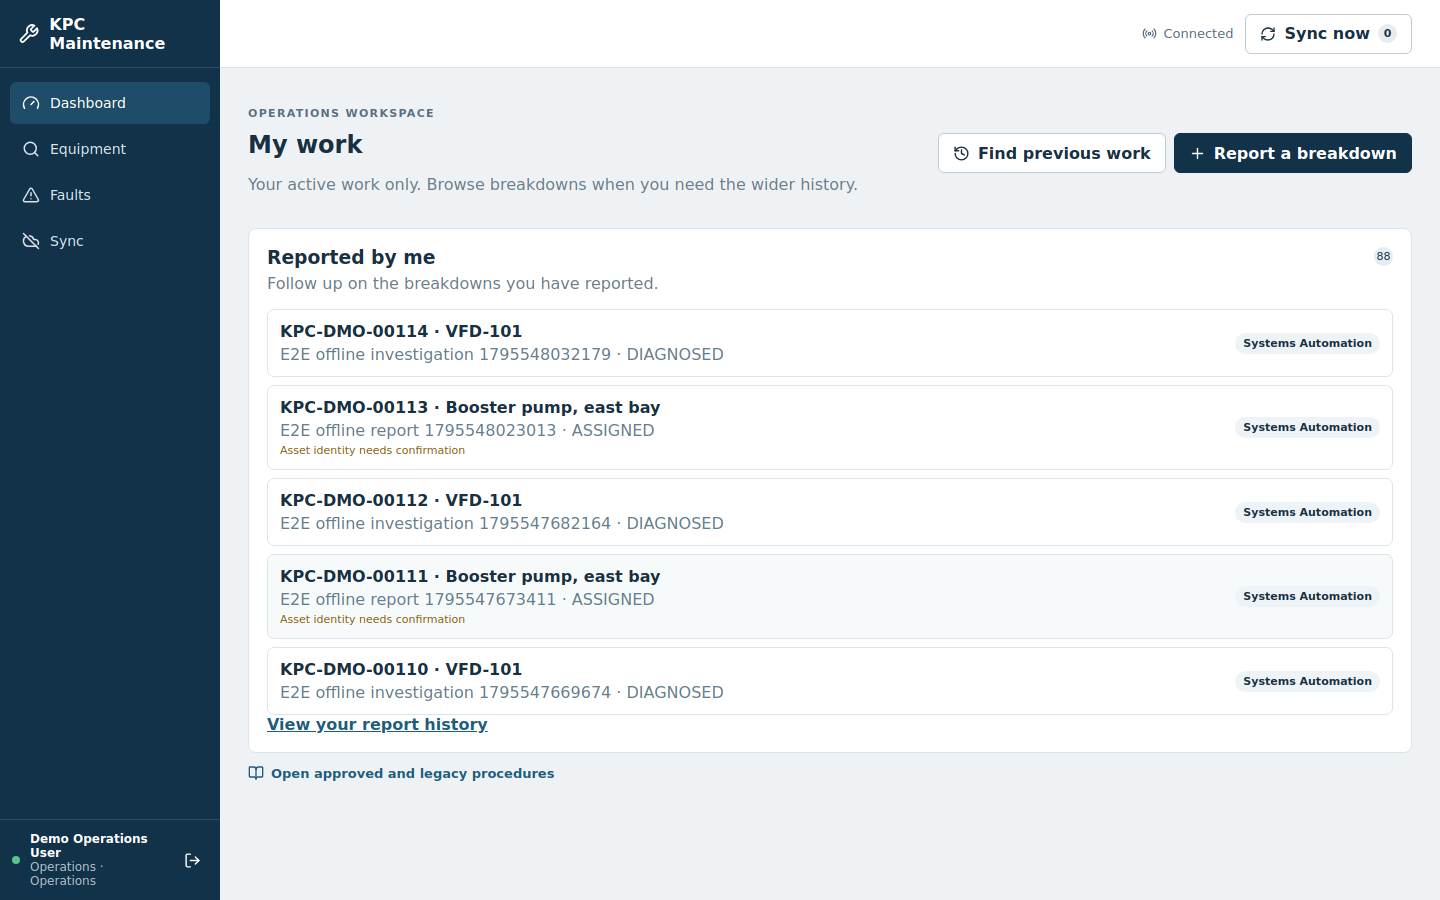 KPC
Maintenance
Connected
Sync now 0
Dashboard
Equipment
Faults
Sync
OPERATIONS WORKSPACE
My work
Your active work only. Browse breakdowns when you need the wider history.
Find previous work
Report a breakdown
Reported by me
88
Follow up on the breakdowns you have reported.
KPC-DMO-00114 · VFD-101
E2E offline investigation 1795548032179 · DIAGNOSED
Systems Automation
KPC-DMO-00113 · Booster pump, east bay
E2E offline report 1795548023013 · ASSIGNED
Asset identity needs confirmation
Systems Automation
KPC-DMO-00112 · VFD-101
E2E offline investigation 1795547682164 · DIAGNOSED
Systems Automation
KPC-DMO-00111 · Booster pump, east bay
E2E offline report 1795547673411 · ASSIGNED
Asset identity needs confirmation
Systems Automation
KPC-DMO-00110 · VFD-101
E2E offline investigation 1795547669674 · DIAGNOSED
Systems Automation
View your report history
Open approved and legacy procedures
Demo Operations
User
Operations ·
Operations